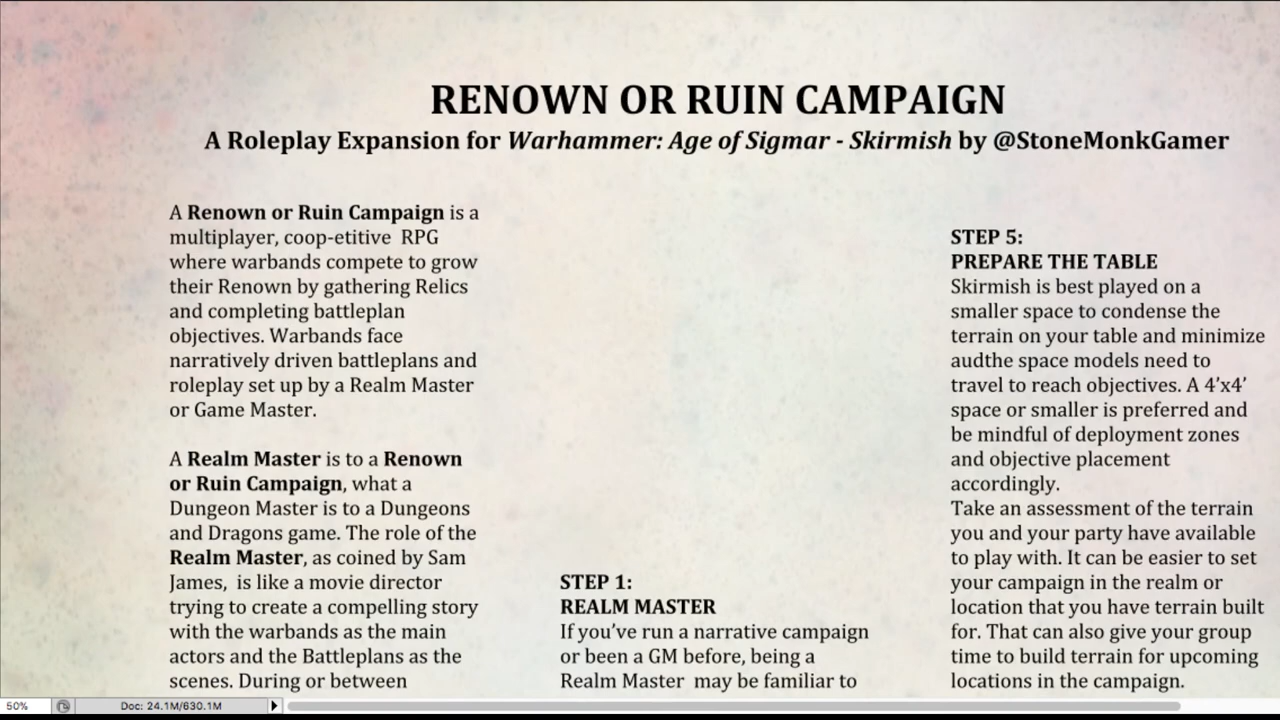 RENOWN OR RUIN CAMPAIGN
A Roleplay Expansion for Warhammer: Age of Sigmar - Skirmish by @StoneMonkGamer
A Renown or Ruin Campaign is a
multiplayer, coop-etitive RPG
where warbands compete to grow
their Renown by gathering Relics
and completing battleplan
objectives. Warbands face
narratively driven battleplans and
roleplay set up by a Realm Master
or Game Master.
A Realm Master is to a Renown
or Ruin Campaign, what a
Dungeon Master is to a Dungeons
and Dragons game. The role of the
Realm Master, as coined by Sam
James, is like a movie director
trying to create a compelling story
with the warbands as the main
actors and the Battleplans as the
scenes. During or between
STEP 1:
REALM MASTER
If you’ve run a narrative campaign
or been a GM before, being a
Realm Master may be familiar to
STEP 5:
PREPARE THE TABLE
Skirmish is best played on a
smaller space to condense the
terrain on your table and minimize
audthe space models need to
travel to reach objectives. A 4’x4’
space or smaller is preferred and
be mindful of deployment zones
and objective placement
accordingly.
Take an assessment of the terrain
you and your party have available
to play with. It can be easier to set
your campaign in the realm or
location that you have terrain built
for. That can also give your group
time to build terrain for upcoming
locations in the campaign.
50%
Doc: 24.1M/630.1M